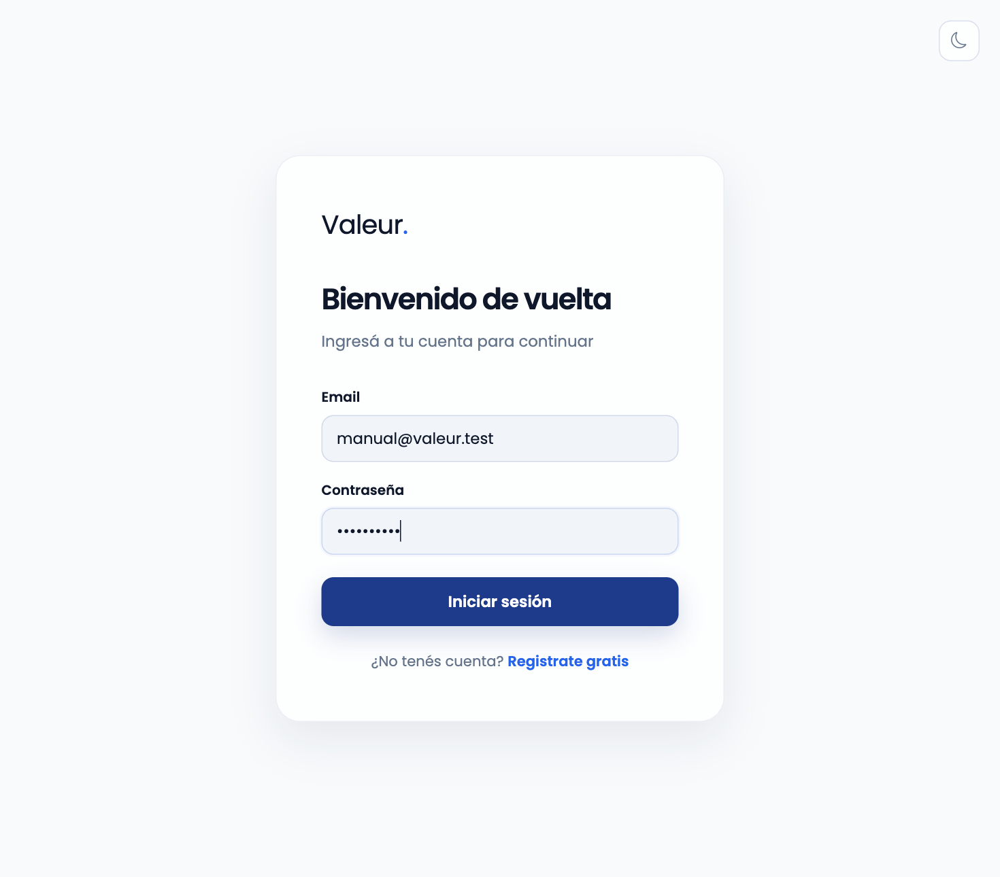 Valeur.
Bienvenido de vuelta
Ingresá a tu cuenta para continuar
Email
manual@valeur.test
Contraseña
••••••••••
Iniciar sesión
¿No tenés cuenta? Registrate gratis